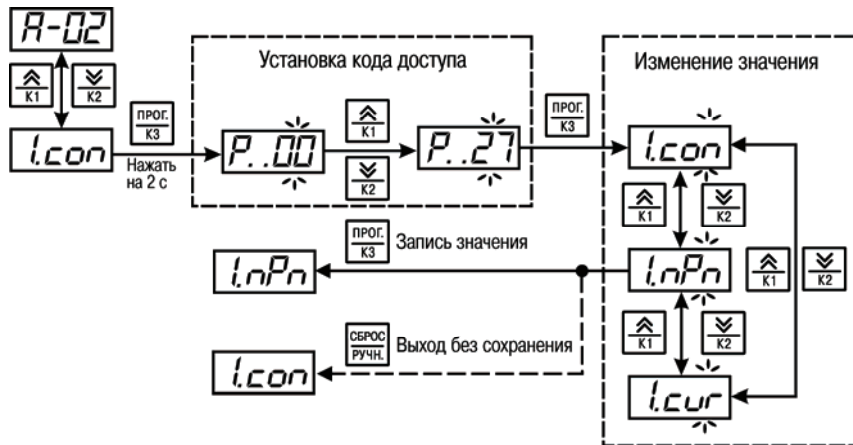 A-02
K1
K2
1.con
ПРОГ.
K3
Нажать
на 2 с
Установка кода доступа
P..00
K1
K2
P..27
ПРОГ.
K3
Изменение значения
1.con
K1
K2
1.nPn
K1
K2
K1
K2
1.cur
ПРОГ.
K3
Запись значения
1.nPn
СБРОС
РУЧН.
Выход без сохранения
1.con